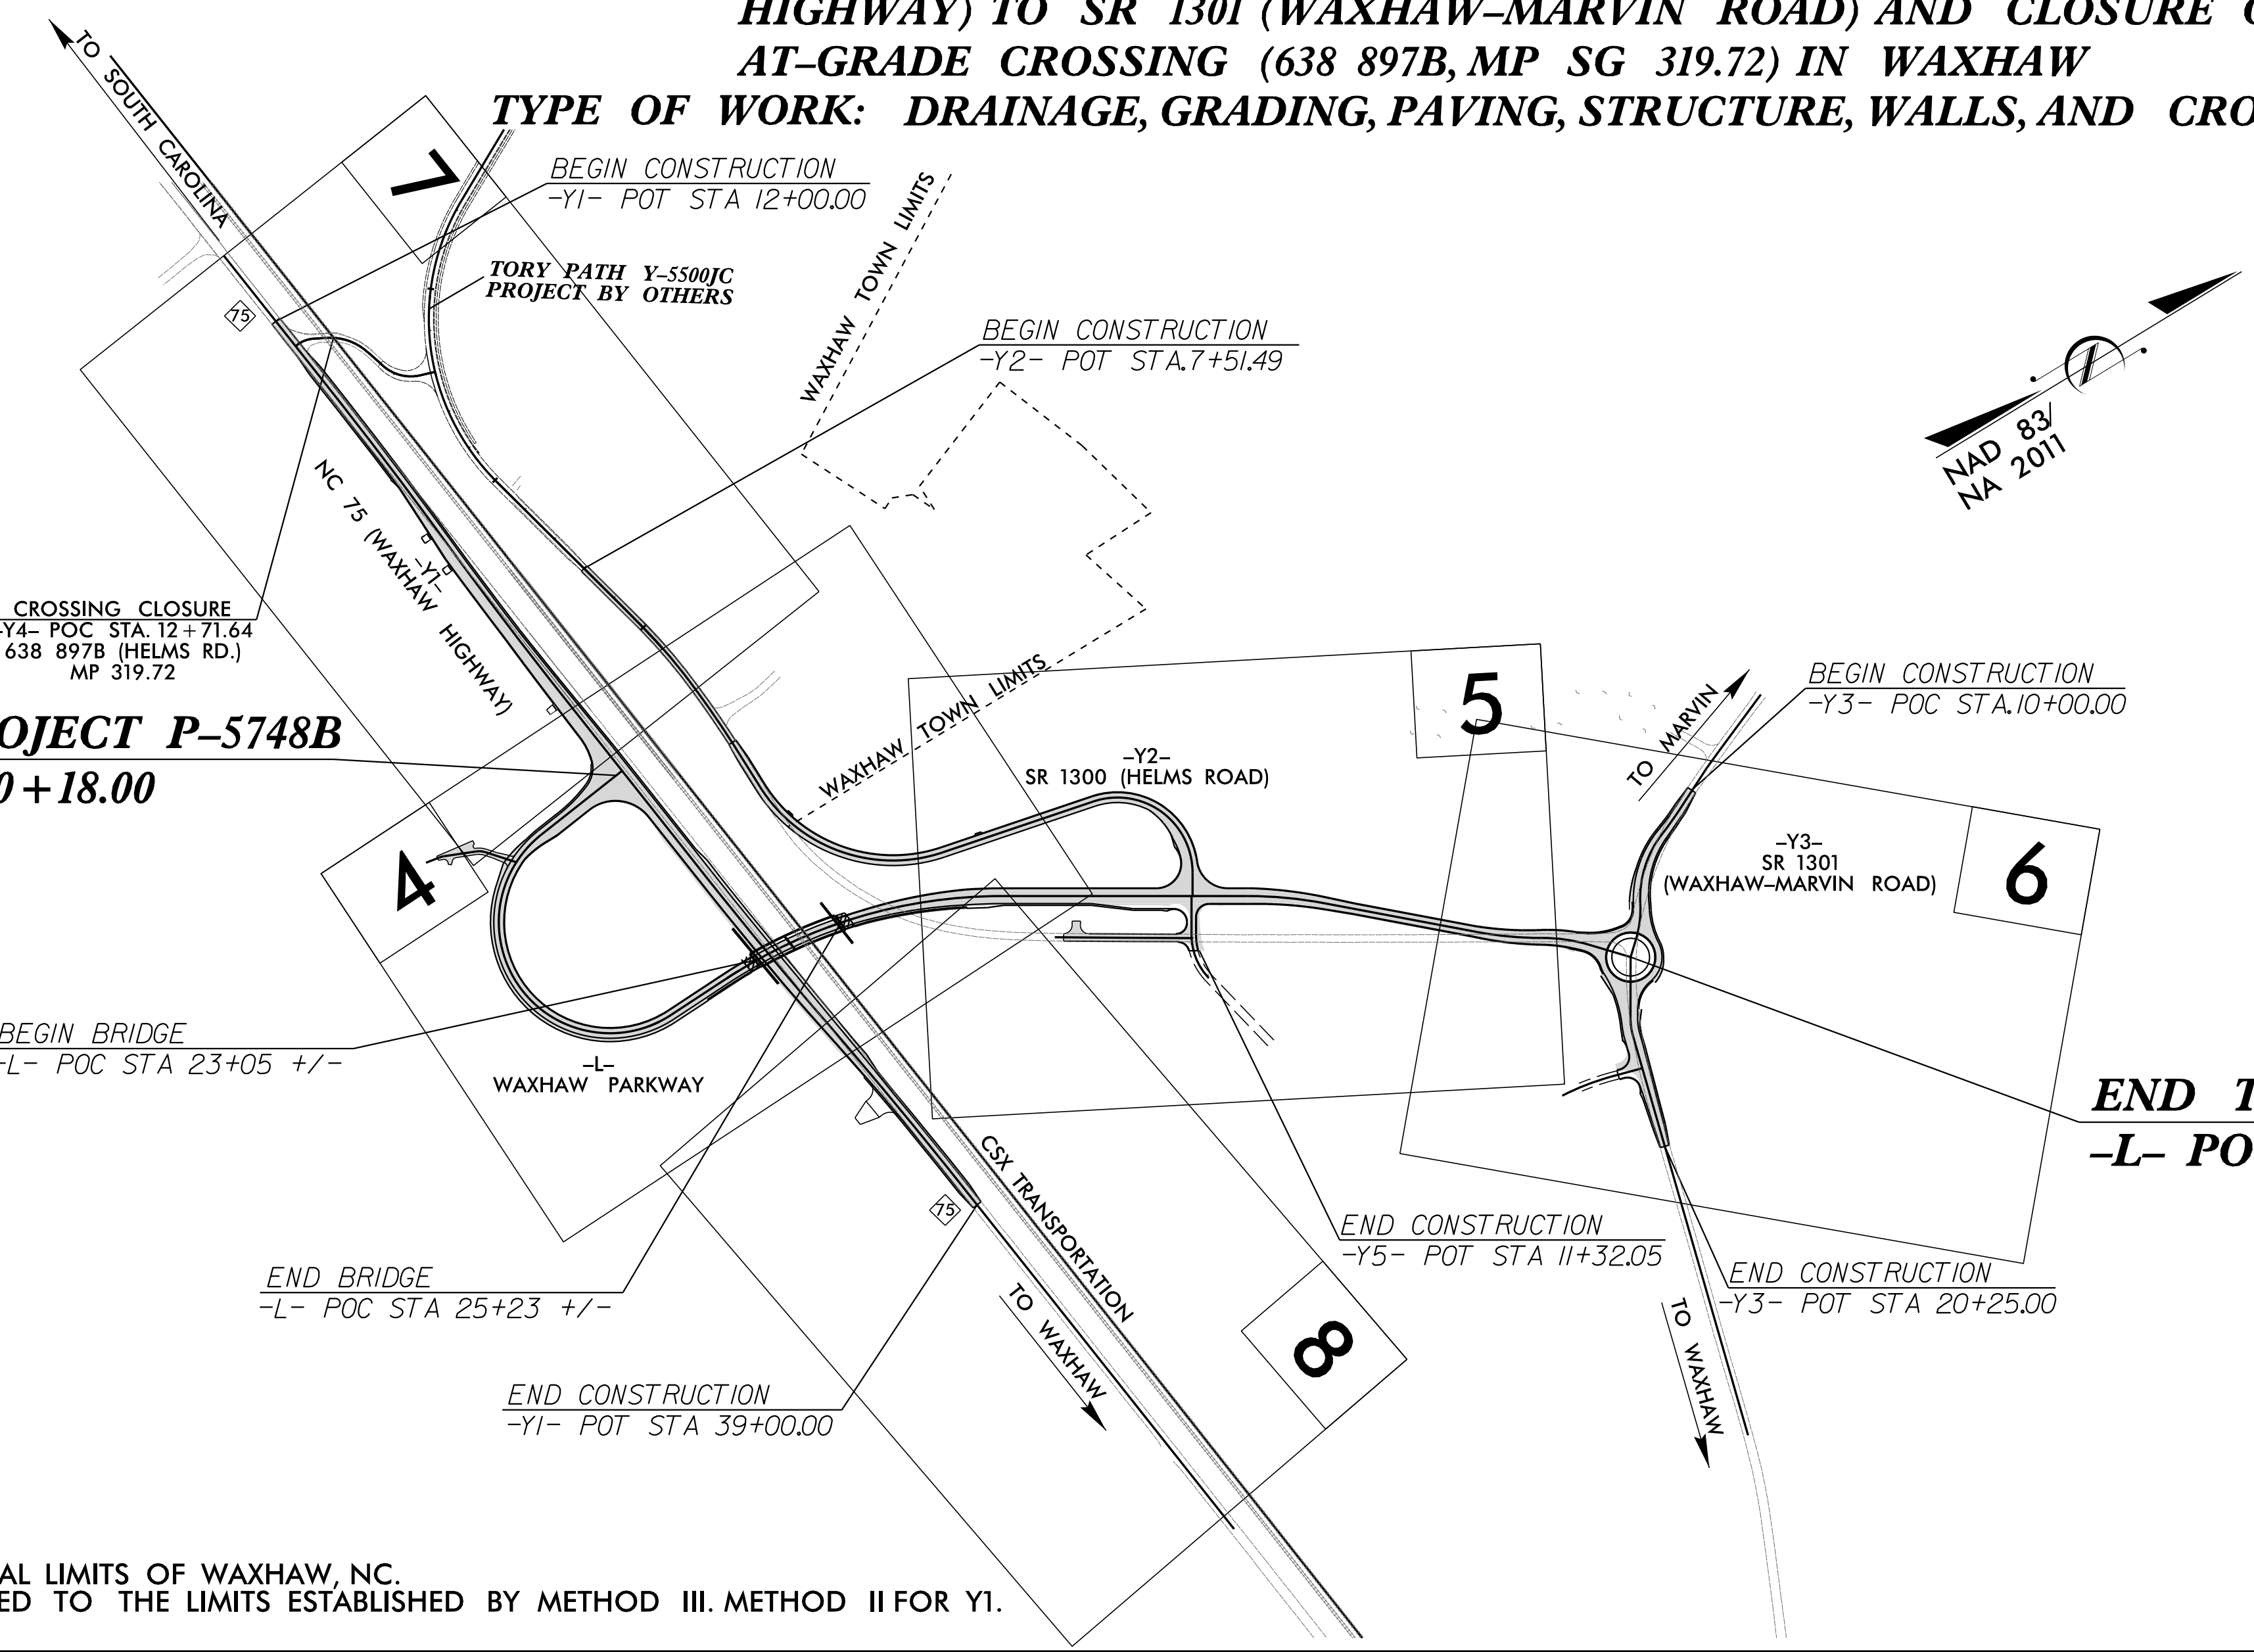 HIGHWAY) TO SR 1301 (WAXHAW–MARVIN ROAD) AND CLOSURE
AT–GRADE CROSSING (638 897B, MP SG 319.72) IN WAXHAW
TYPE OF WORK: DRAINAGE, GRADING, PAVING, STRUCTURE, WALLS, AND CRO
TO SOUTH CAROLINA
7
BEGIN CONSTRUCTION
-Y1- POT STA 12+00.00
WAXHAW TOWN LIMITS
TORY PATH Y–5500JC
PROJECT BY OTHERS
75
BEGIN CONSTRUCTION
-Y2- POT STA.7+51.49
NAD 83/
NA 2011
NC 75 (WAXHAW HIGHWAY)
-Y1-
CROSSING CLOSURE
-Y4– POC STA. 12+71.64
638 897B (HELMS RD.)
MP 319.72
WAXHAW TOWN LIMITS
5
TO MARVIN
BEGIN CONSTRUCTION
-Y3- POC STA.10+00.00
OJECT P–5748B
0+18.00
–Y2–
SR 1300 (HELMS ROAD)
–Y3–
SR 1301
(WAXHAW–MARVIN ROAD)
6
4
BEGIN BRIDGE
-L- POC STA 23+05 +/-
–L–
WAXHAW PARKWAY
END T
–L– PO
CSX TRANSPORTATION
75
END CONSTRUCTION
-Y5- POT STA 11+32.05
END BRIDGE
-L- POC STA 25+23 +/-
END CONSTRUCTION
-Y3- POT STA 20+25.00
TO WAXHAW
TO WAXHAW
8
END CONSTRUCTION
-Y1- POT STA 39+00.00
AL LIMITS OF WAXHAW, NC.
ED TO THE LIMITS ESTABLISHED BY METHOD III. METHOD II FOR Y1.